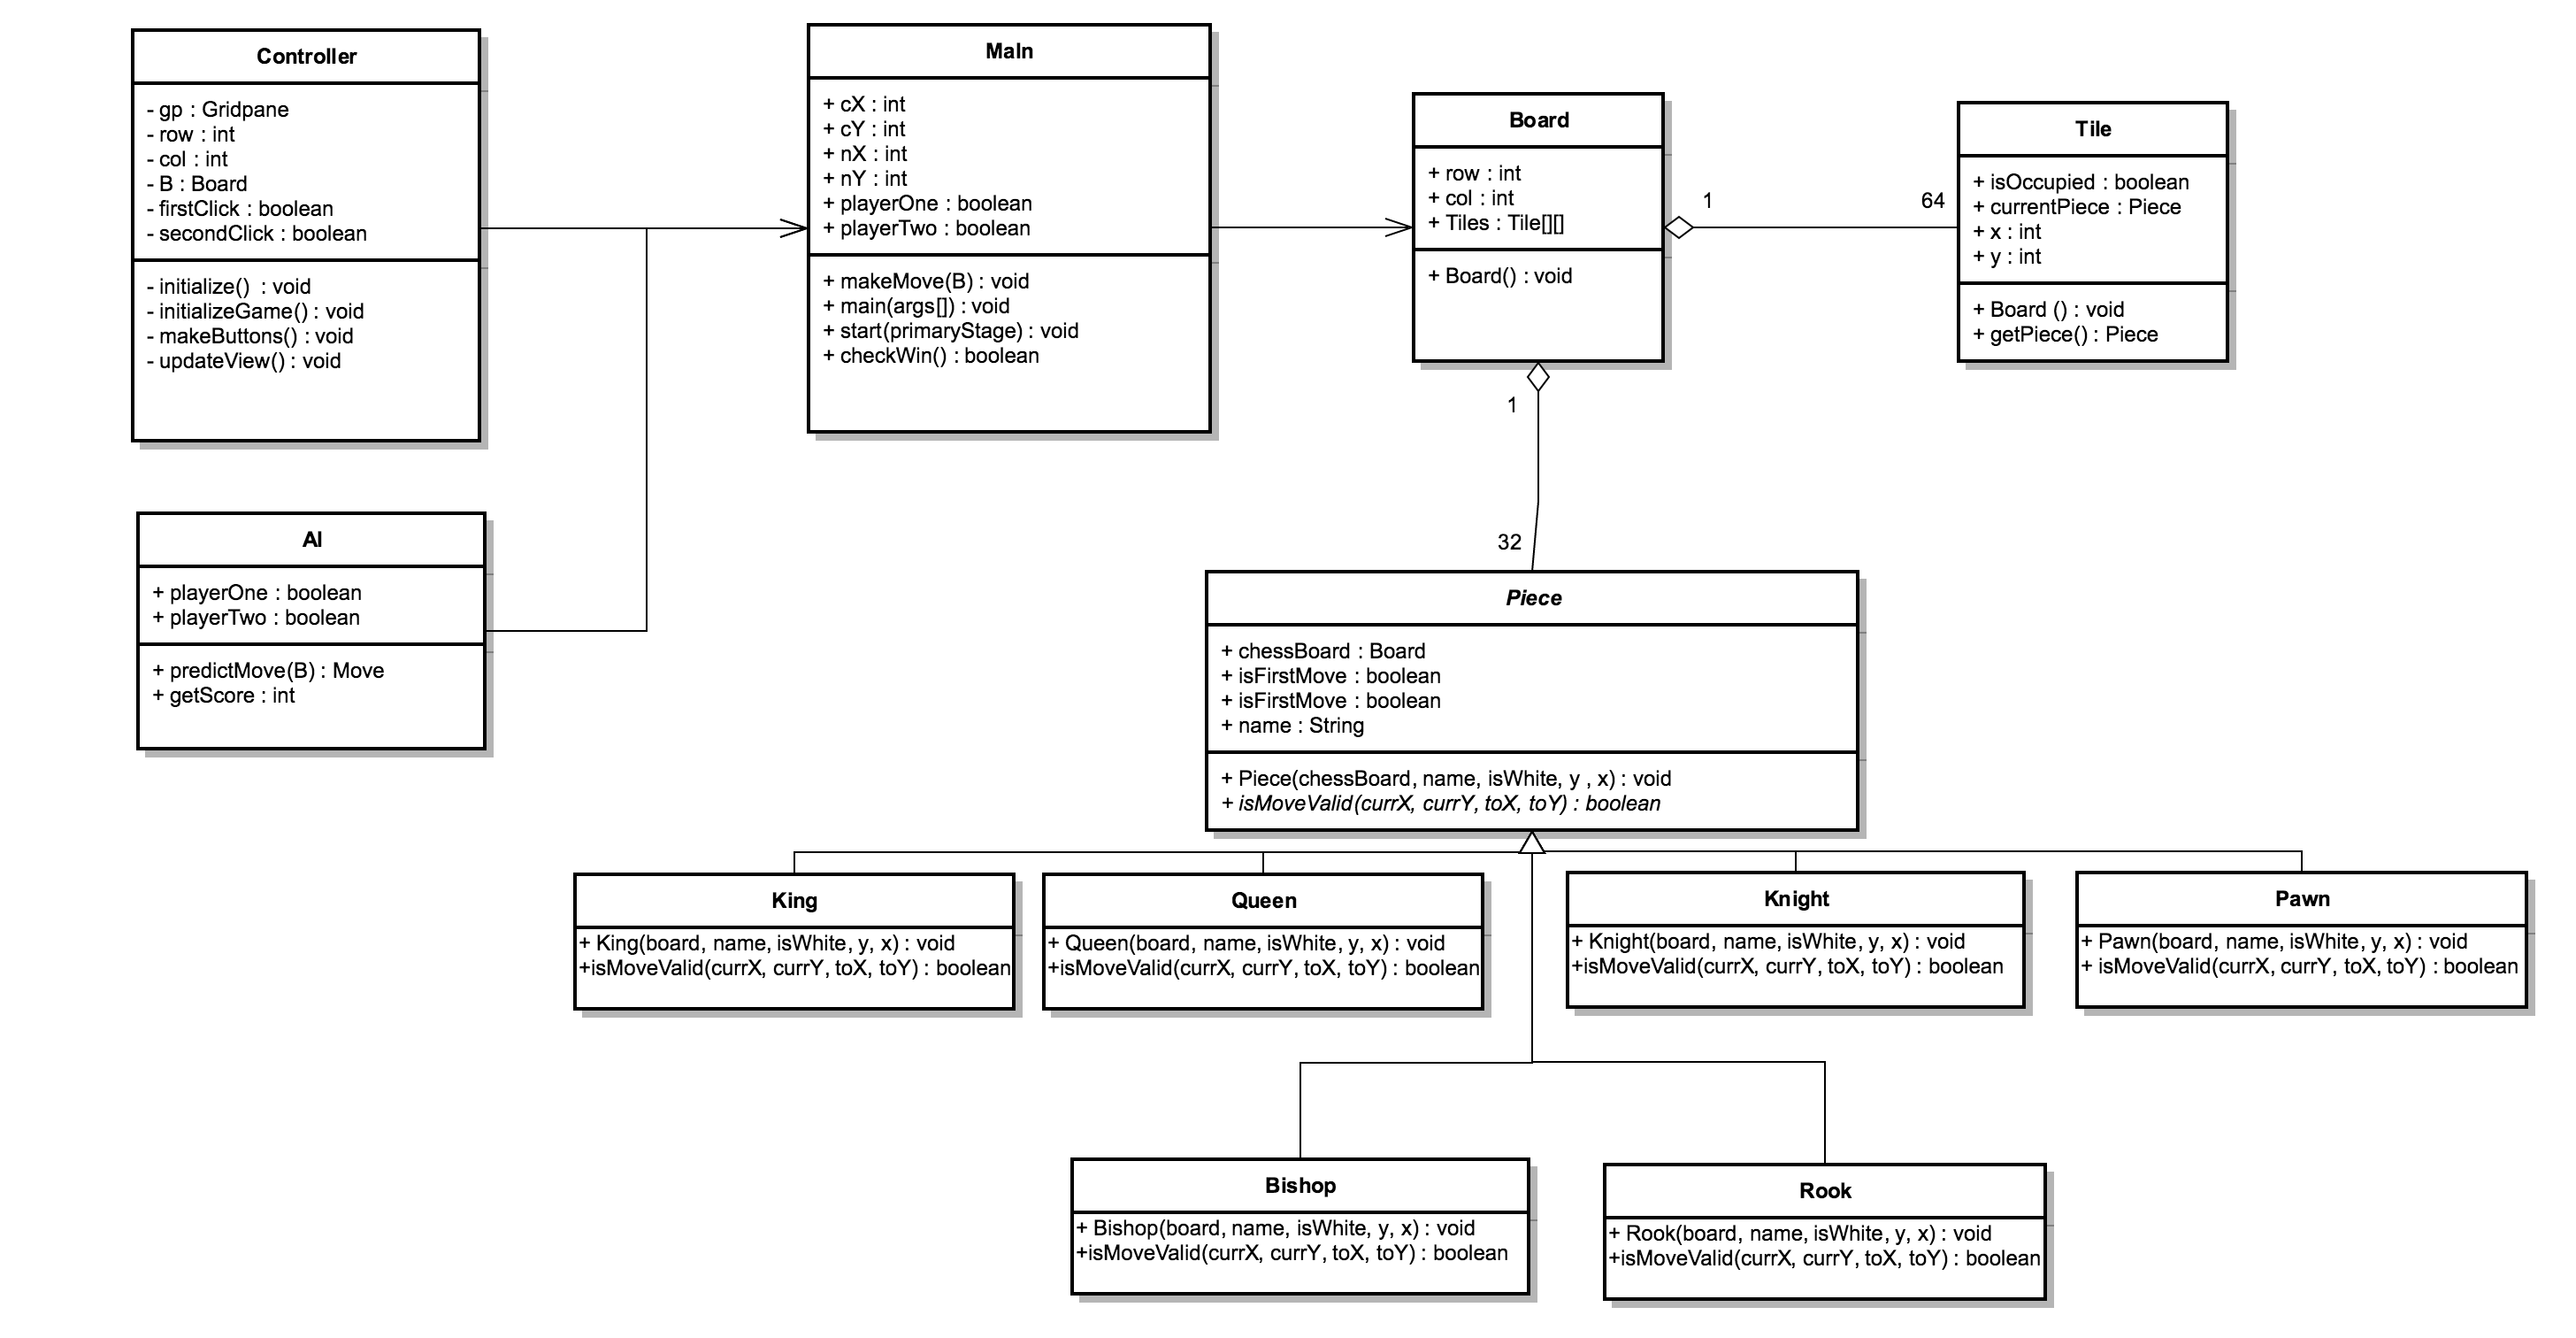 Controller
- gp : Gridpane
- row : int
- col : int
- B : Board
- firstClick : boolean
- secondClick : boolean
- initialize()  : void
- initializeGame() : void
- makeButtons() : void
- updateView() : void
MaIn
+ cX : int
+ cY : int
+ nX : int
+ nY : int
+ playerOne : boolean
+ playerTwo : boolean
+ makeMove(B) : void
+ main(args[]) : void
+ start(primaryStage) : void
+ checkWin() : boolean
Board
+ row : int
+ col : int
+ Tiles : Tile[][]
+ Board() : void
1
64
Tile
+ isOccupied : boolean
+ currentPiece : Piece
+ x : int
+ y : int
+ Board () : void
+ getPiece() : Piece
1
32
AI
+ playerOne : boolean
+ playerTwo : boolean
+ predictMove(B) : Move
+ getScore : int
Piece
+ chessBoard : Board
+ isFirstMove : boolean
+ isFirstMove : boolean
+ name : String
+ Piece(chessBoard, name, isWhite, y , x) : void
+ isMoveValid(currX, currY, toX, toY) : boolean
King
+ King(board, name, isWhite, y, x) : void
+isMoveValid(currX, currY, toX, toY) : boolean
Queen
+ Queen(board, name, isWhite, y, x) : void
+isMoveValid(currX, currY, toX, toY) : boolean
Knight
+ Knight(board, name, isWhite, y, x) : void
+isMoveValid(currX, currY, toX, toY) : boolean
Pawn
+ Pawn(board, name, isWhite, y, x) : void
+ isMoveValid(currX, currY, toX, toY) : boolean
Bishop
+ Bishop(board, name, isWhite, y, x) : void
+isMoveValid(currX, currY, toX, toY) : boolean
Rook
+ Rook(board, name, isWhite, y, x) : void
+isMoveValid(currX, currY, toX, toY) : boolean